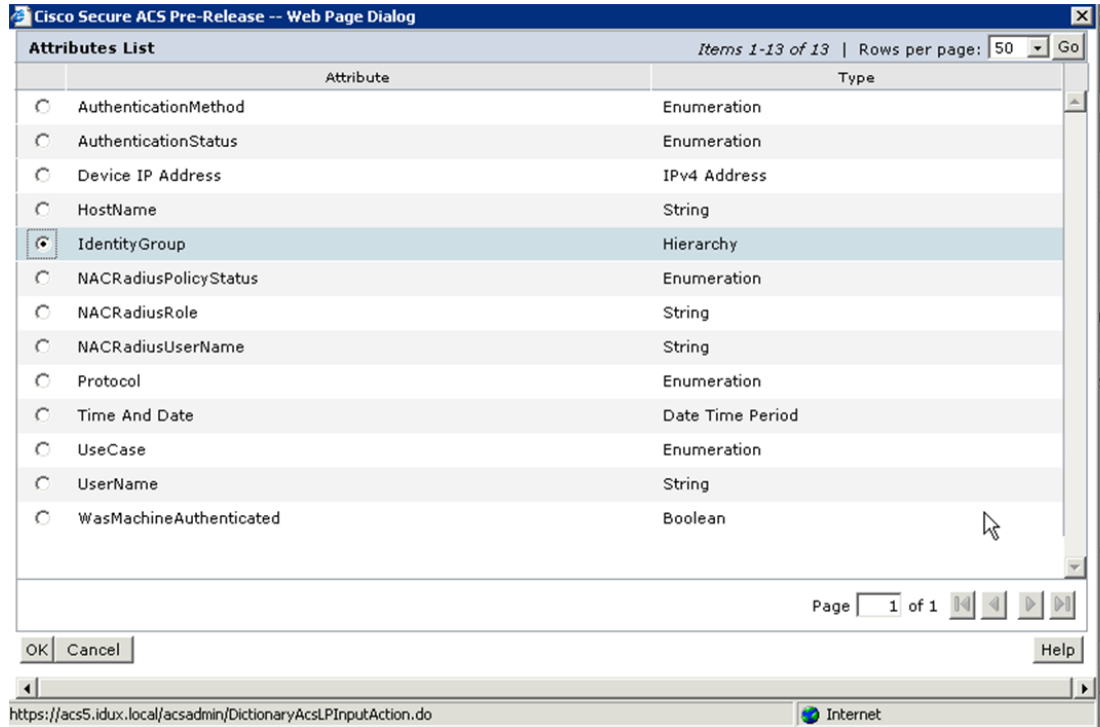 Cisco Secure ACS Pre-Release -- Web Page Dialog
Attributes List Items 1-13 of 13 | Rows per page: 50 Go
Attribute Type
AuthenticationMethod Enumeration
AuthenticationStatus Enumeration
Device IP Address IPv4 Address
HostName String
IdentityGroup Hierarchy
NACRadiusPolicyStatus Enumeration
NACRadiusRole String
NACRadiusUserName String
Protocol Enumeration
Time And Date Date Time Period
UseCase Enumeration
UserName String
WasMachineAuthenticated Boolean
Page 1 of 1
OK Cancel Help
https://acs5.idux.local/acsadmin/DictionaryAcsLPInputAction.do Internet